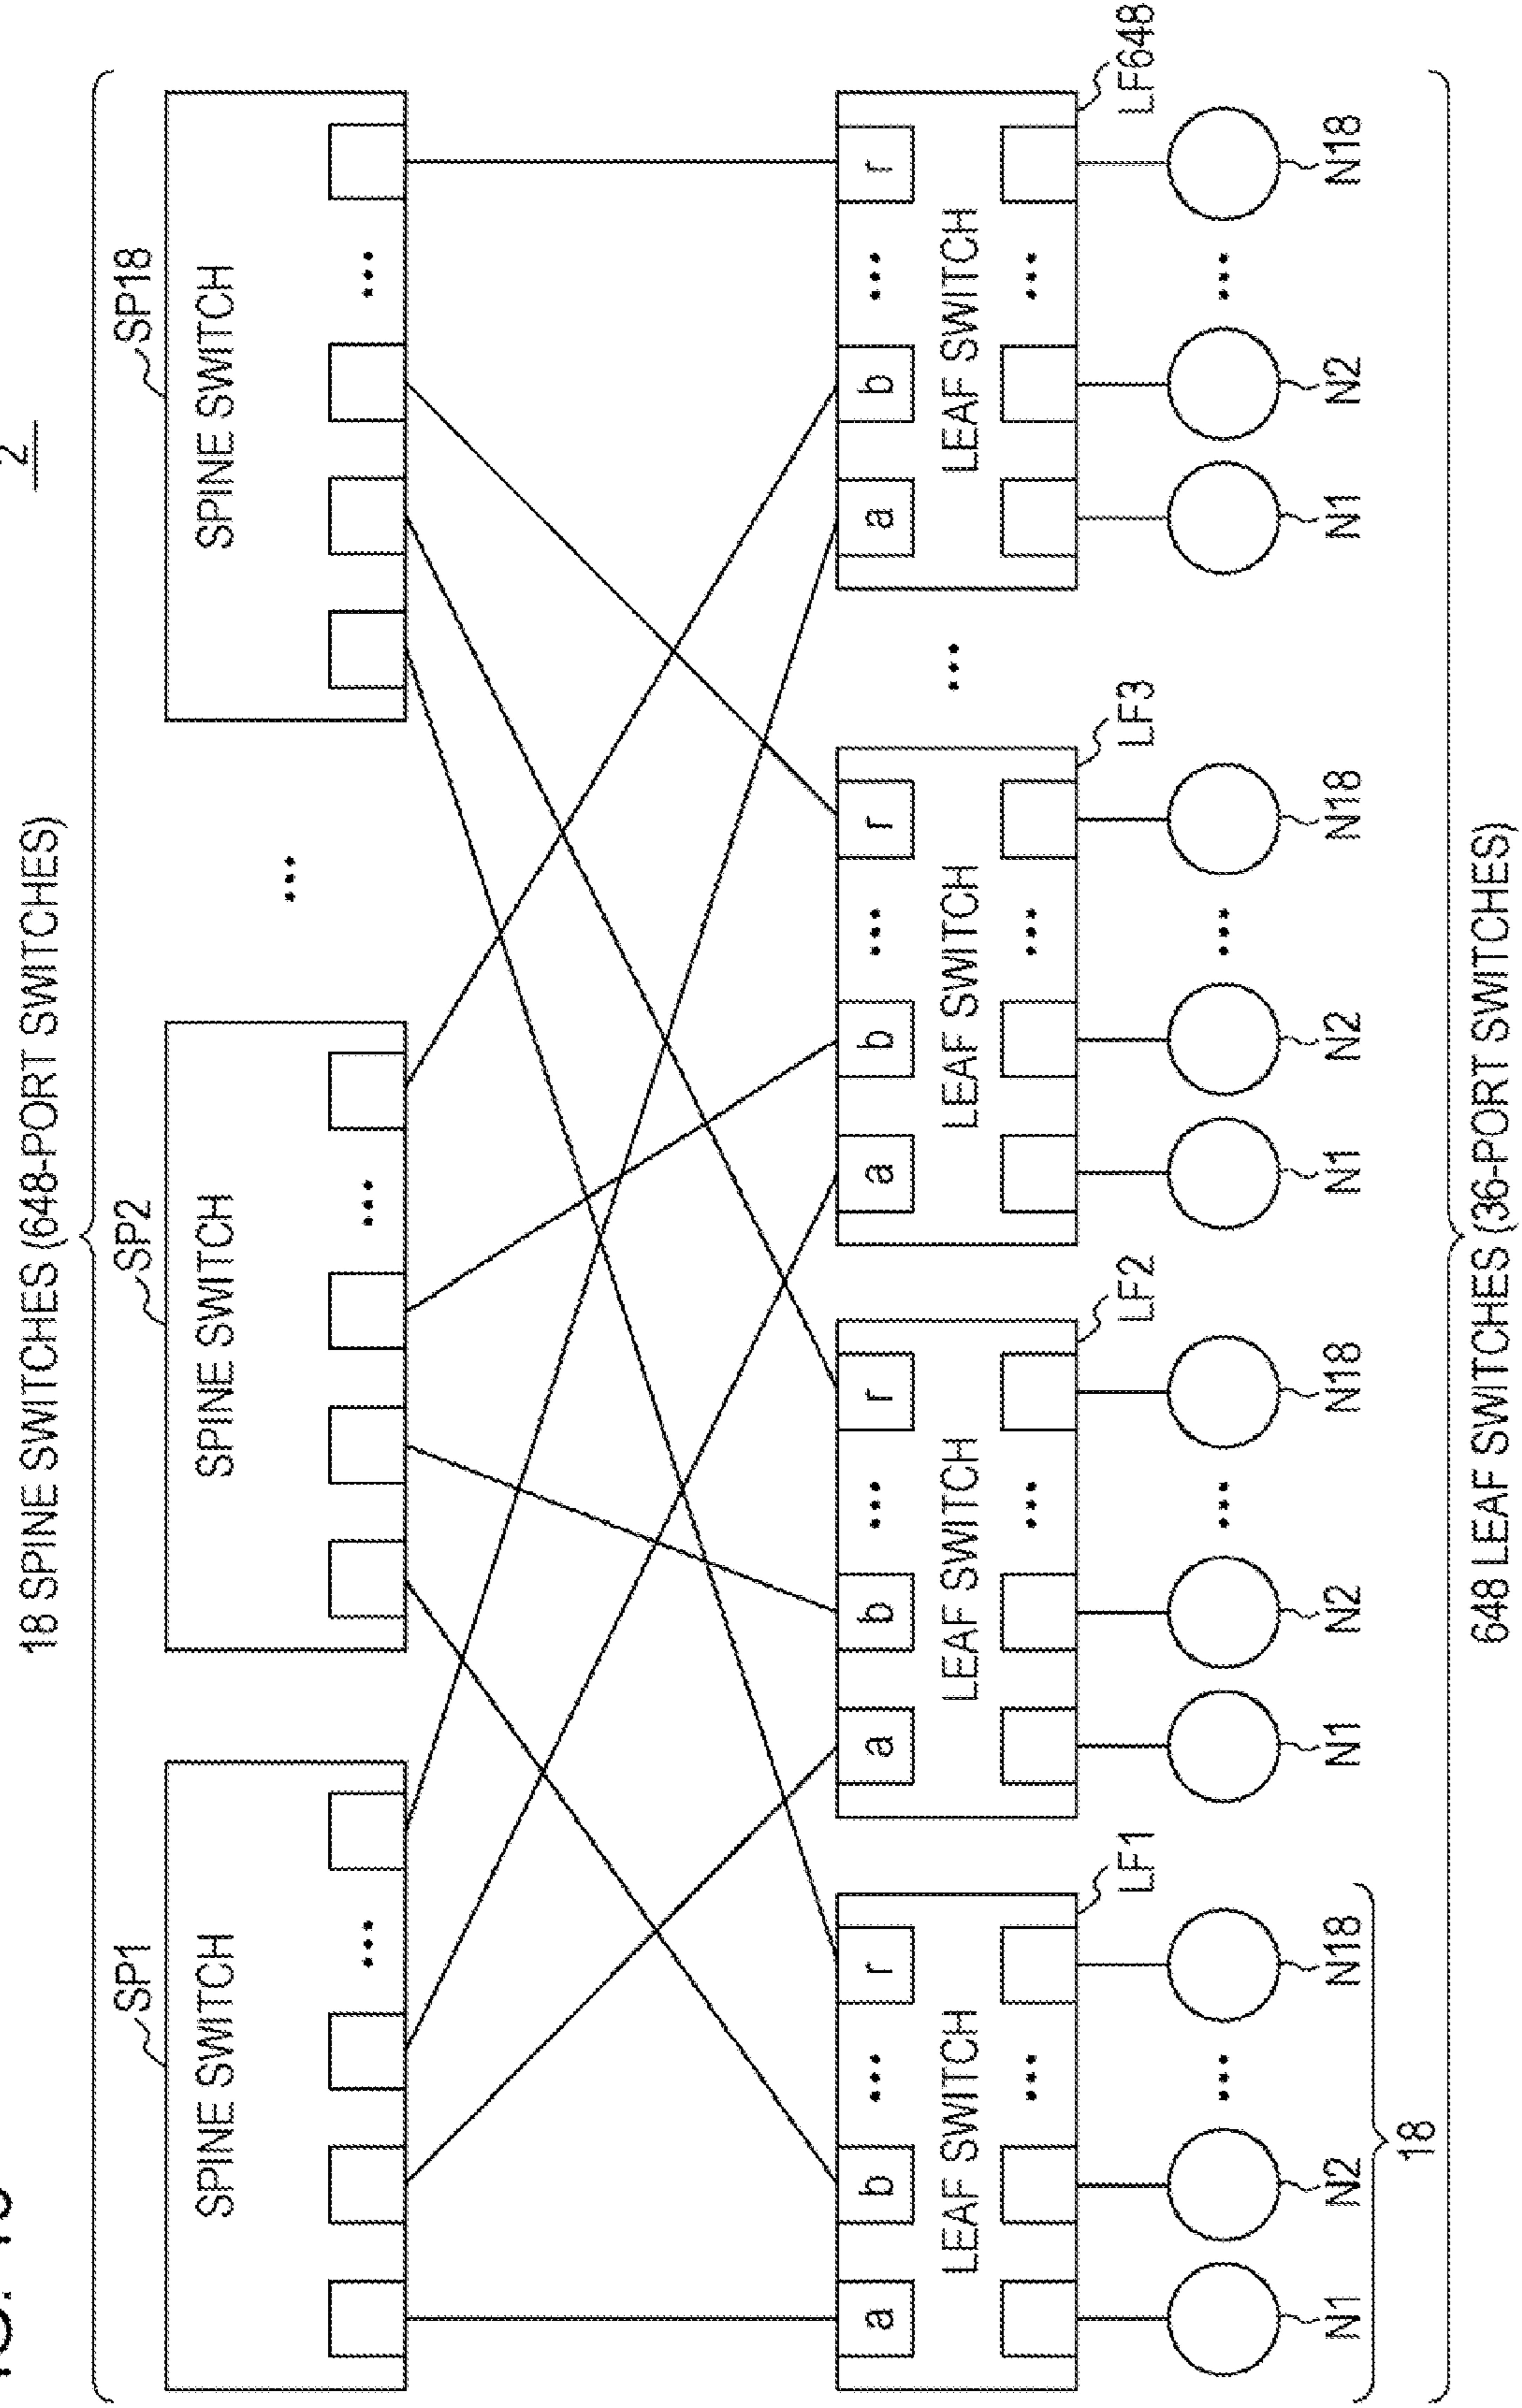 2
18 SPINE SWITCHES (648-PORT SWITCHES)
SP1 SP2 SP18
SPINE SWITCH SPINE SWITCH ... SPINE SWITCH
... ... ...
a b ... r a b ... r a b ... r a b ... r
LEAF SWITCH LEAF SWITCH LEAF SWITCH ... LEAF SWITCH
... ... ... ...
LF1 LF2 LF3 LF648
... ... ... ...
N1 N2 N18 N1 N2 N18 N1 N2 N18 N1 N2 N18
18
648 LEAF SWITCHES (36-PORT SWITCHES)